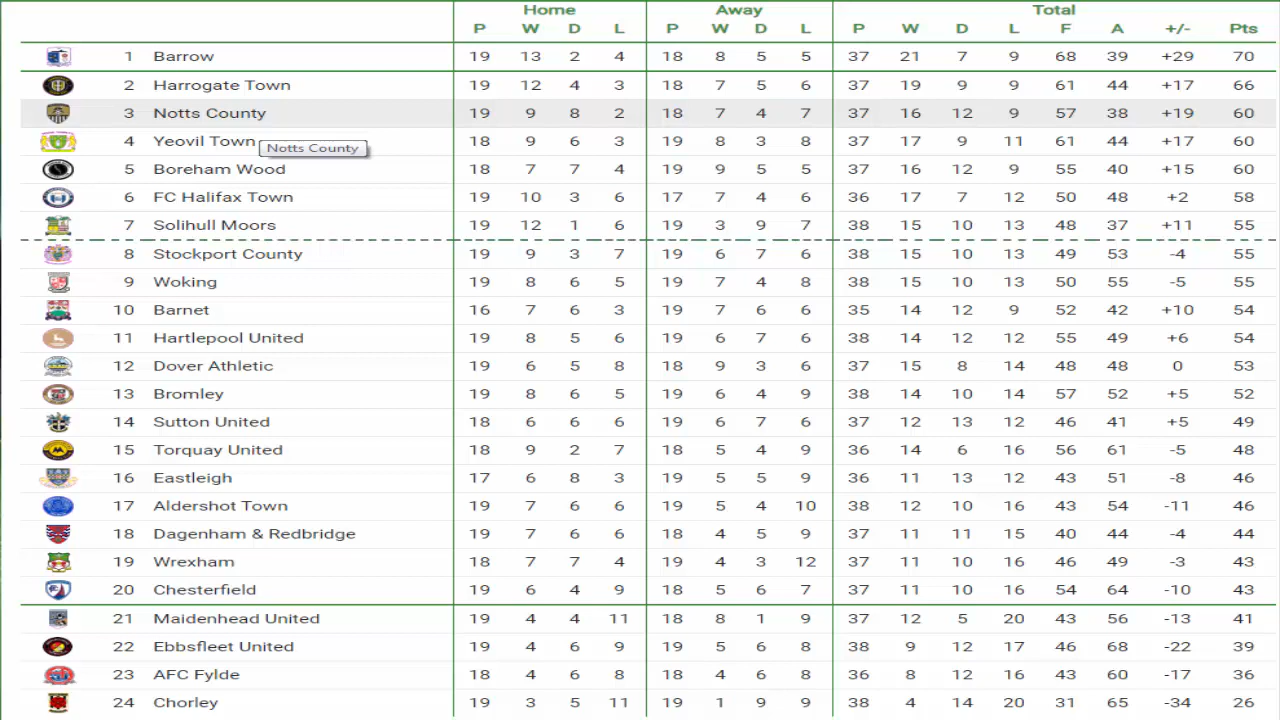 Home Away Total
P W D L P W D L P W D L F A +/- Pts
1 Barrow 19 13 2 4 18 8 5 5 37 21 7 9 68 39 +29 70
2 Harrogate Town 19 12 4 3 18 7 5 6 37 19 9 9 61 44 +17 66
3 Notts County 19 9 8 2 18 7 4 7 37 16 12 9 57 38 +19 60
4 Yeovil Town 18 9 6 3 19 8 3 8 37 17 9 11 61 44 +17 60
Notts County
5 Boreham Wood 18 7 7 4 19 9 5 5 37 16 12 9 55 40 +15 60
6 FC Halifax Town 19 10 3 6 17 7 4 6 36 17 7 12 50 48 +2 58
7 Solihull Moors 19 12 1 6 19 3 9 7 38 15 10 13 48 37 +11 55
8 Stockport County 19 9 3 7 19 6 7 6 38 15 10 13 49 53 -4 55
9 Woking 19 8 6 5 19 7 4 8 38 15 10 13 50 55 -5 55
10 Barnet 16 7 6 3 19 7 6 6 35 14 12 9 52 42 +10 54
11 Hartlepool United 19 8 5 6 19 6 7 6 38 14 12 12 55 49 +6 54
12 Dover Athletic 19 6 5 8 18 9 3 6 37 15 8 14 48 48 0 53
13 Bromley 19 8 6 5 19 6 4 9 38 14 10 14 57 52 +5 52
14 Sutton United 18 6 6 6 19 6 7 6 37 12 13 12 46 41 +5 49
15 Torquay United 18 9 2 7 18 5 4 9 36 14 6 16 56 61 -5 48
16 Eastleigh 17 6 8 3 19 5 5 9 36 11 13 12 43 51 -8 46
17 Aldershot Town 19 7 6 6 19 5 4 10 38 12 10 16 43 54 -11 46
18 Dagenham & Redbridge 19 7 6 6 18 4 5 9 37 11 11 15 40 44 -4 44
19 Wrexham 18 7 7 4 19 4 3 12 37 11 10 16 46 49 -3 43
20 Chesterfield 19 6 4 9 18 5 6 7 37 11 10 16 54 64 -10 43
21 Maidenhead United 19 4 4 11 18 8 1 9 37 12 5 20 43 56 -13 41
22 Ebbsfleet United 19 4 6 9 19 5 6 8 38 9 12 17 46 68 -22 39
23 AFC Fylde 18 4 6 8 18 4 6 8 36 8 12 16 43 60 -17 36
24 Chorley 19 3 5 11 19 1 9 9 38 4 14 20 31 65 -34 26